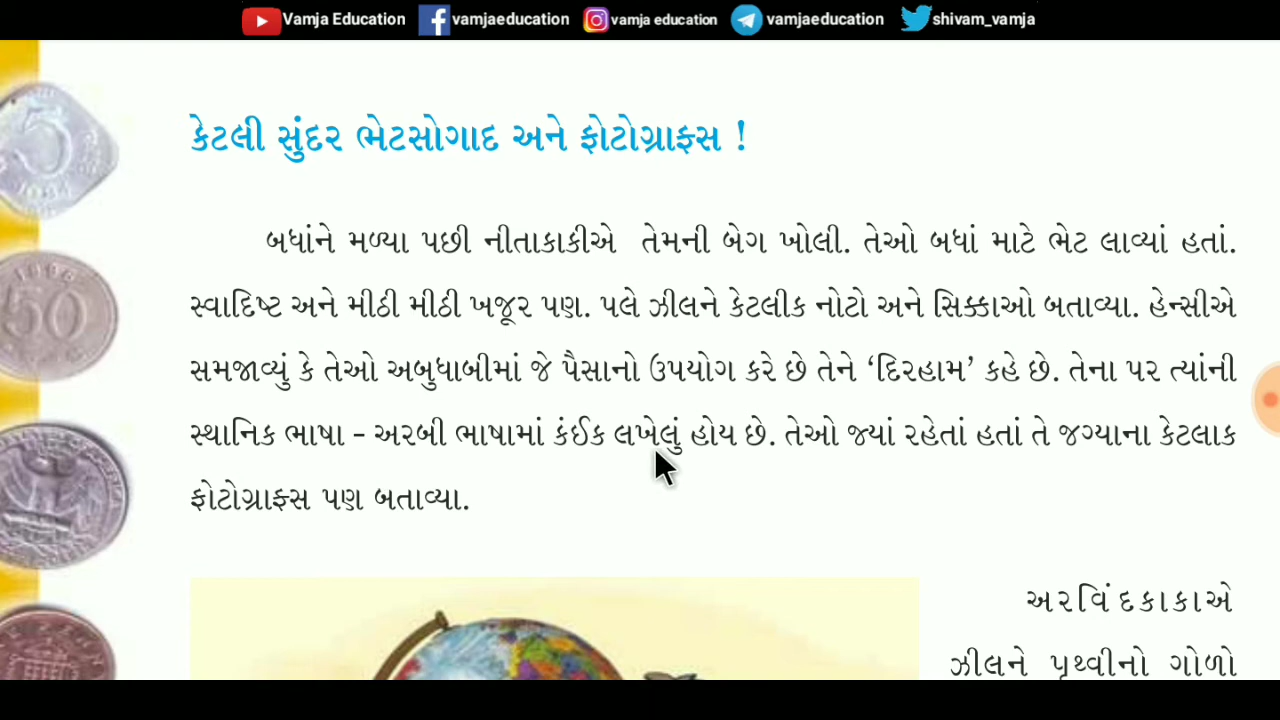 Vamja Education vamjaeducation vamja education vamjaeducation shivam_vamja
કેટલી સુંદર ભેટસોગાદ અને ફોટોગ્રાફ્સ !
બધાંને મળ્યા પછી નીતાકાકીએ તેમની બેગ ખોલી. તેઓ બધાં માટે ભેટ લાવ્યાં હતાં.
સ્વાદિષ્ટ અને મીઠી મીઠી ખજૂર પણ. પલે ઝીલને કેટલીક નોટો અને સિક્કાઓ બતાવ્યા. હેન્સીએ
સમજાવ્યું કે તેઓ અબુધાબીમાં જે પૈસાનો ઉપયોગ કરે છે તેને ‘દિરહામ’ કહે છે. તેના પર ત્યાંની
સ્થાનિક ભાષા - અરબી ભાષામાં કંઈક લખેલું હોય છે. તેઓ જ્યાં રહેતાં હતાં તે જગ્યાના કેટલાક
ફોટોગ્રાફ્સ પણ બતાવ્યા.
અરવિંદકાકાએ
ઝીલને પૃથ્વીનો ગોળો
5
50